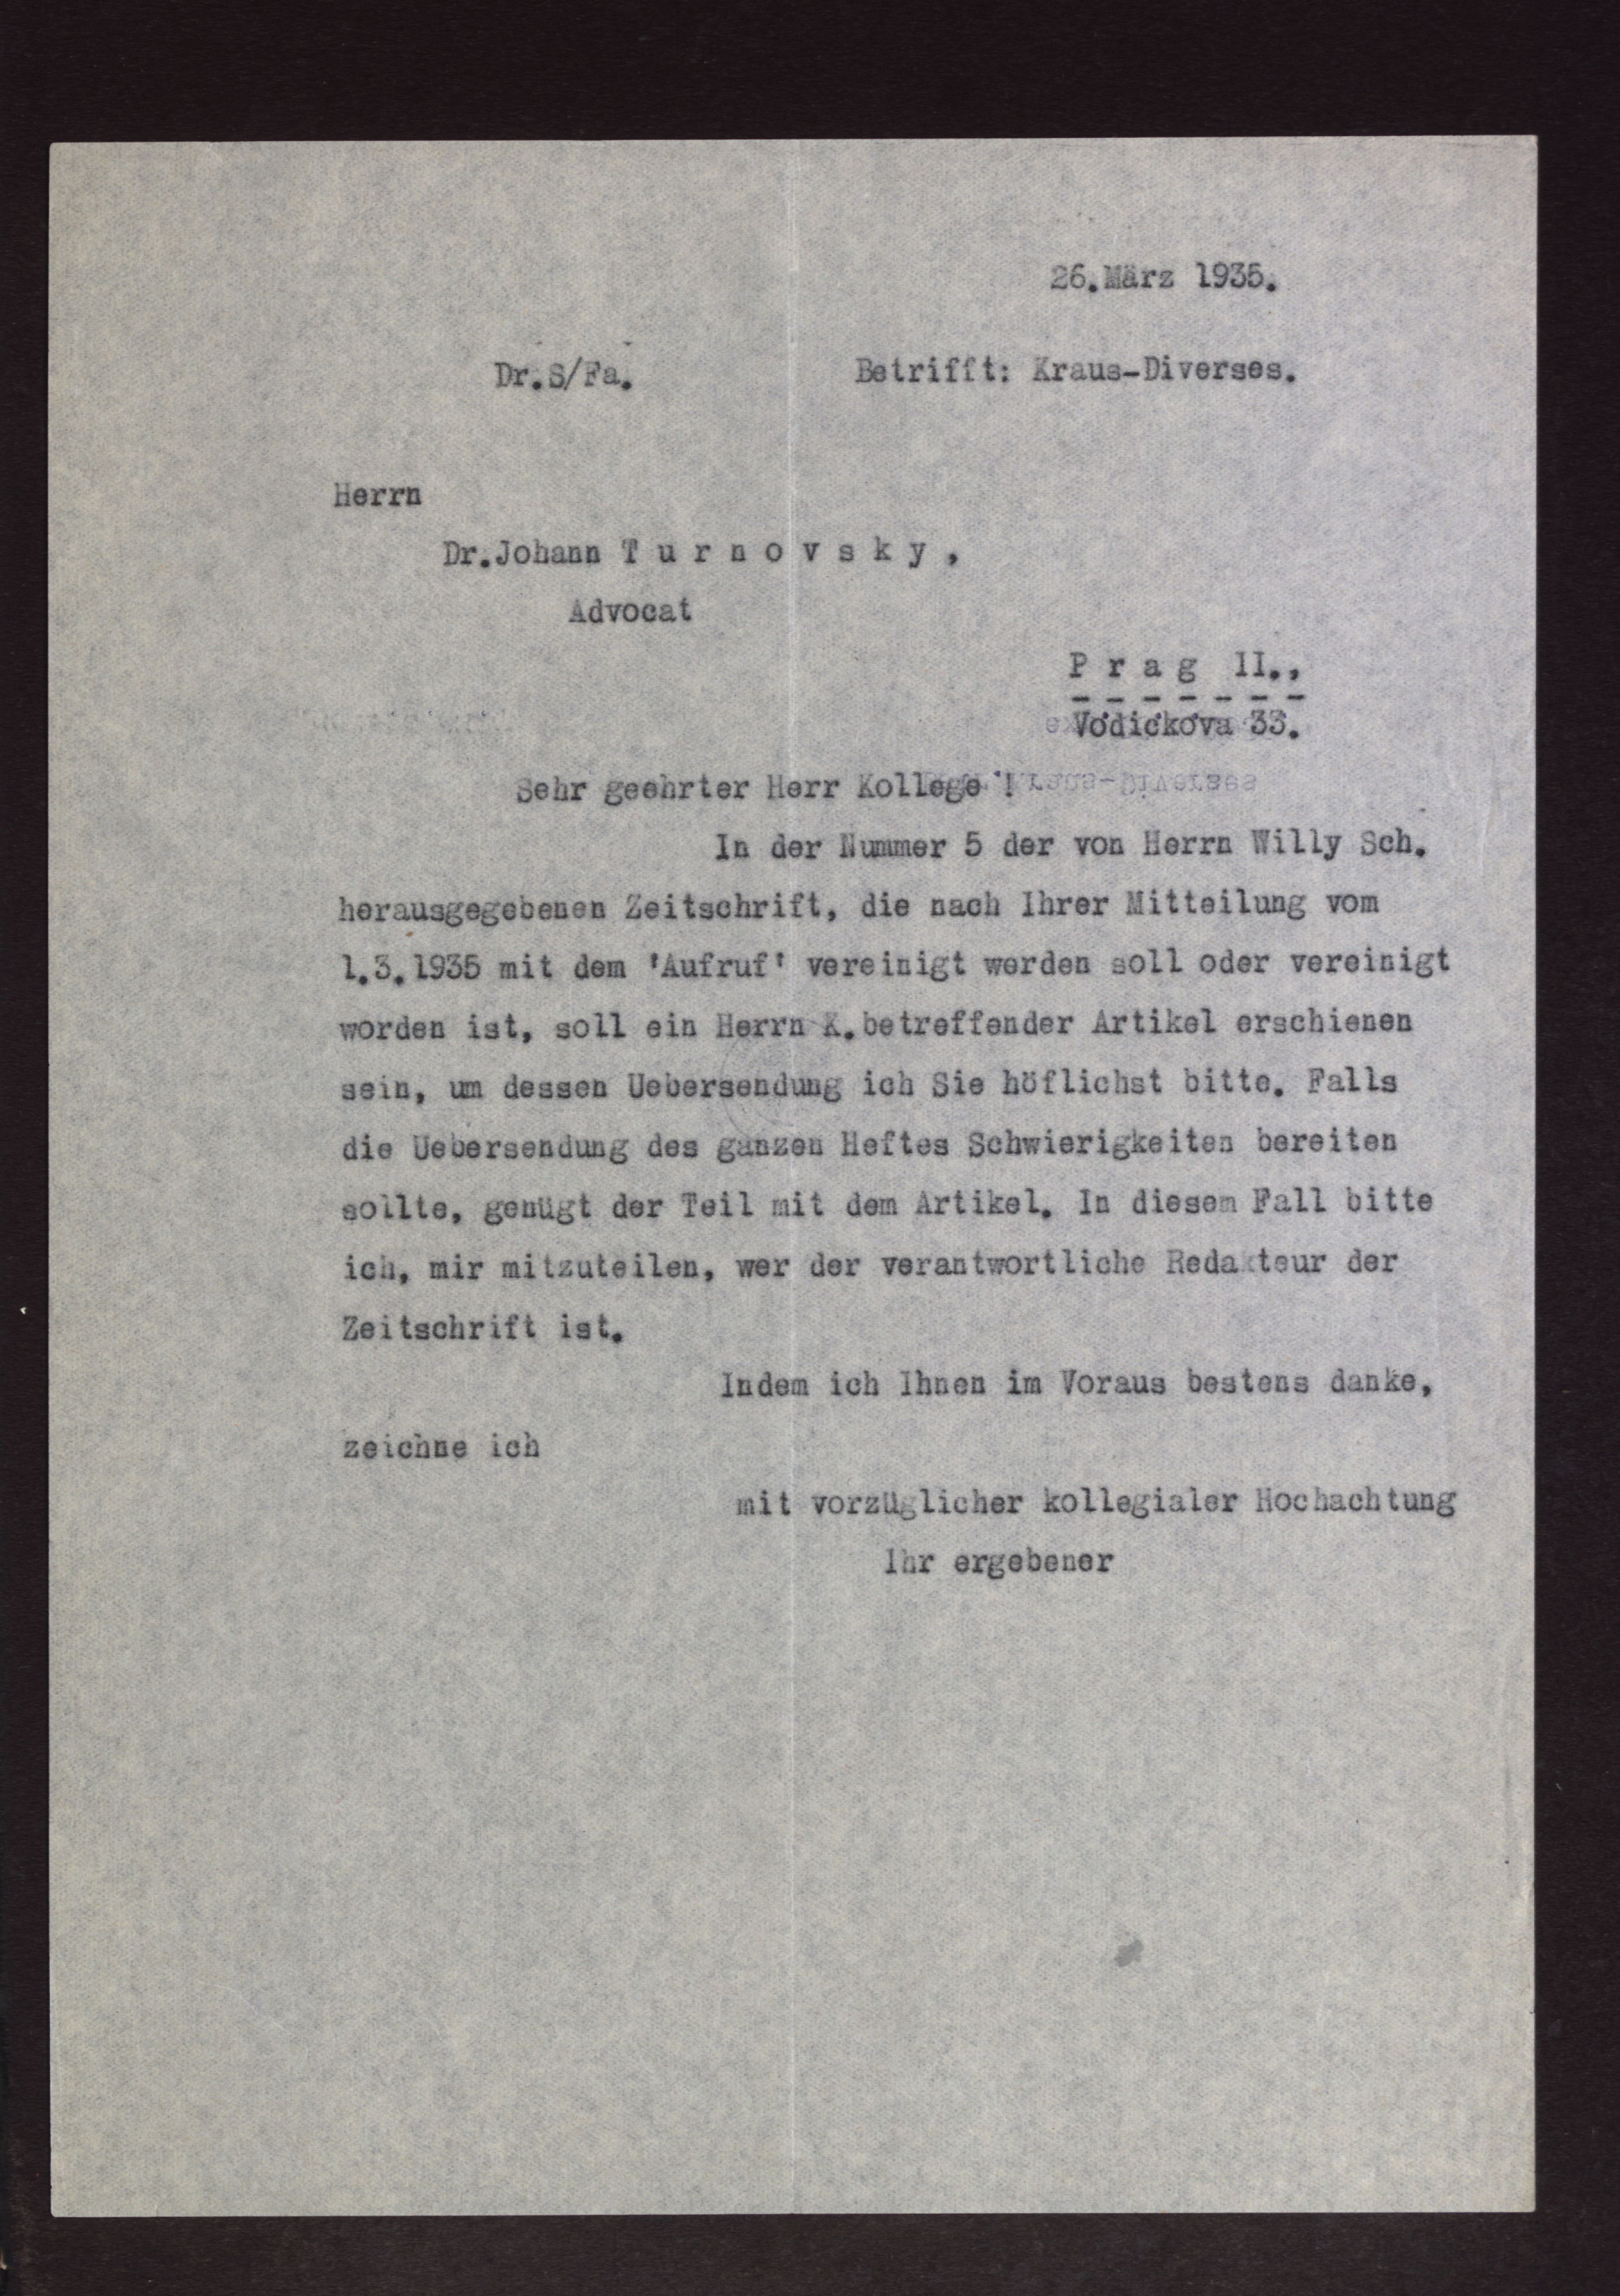 26.März 1935.
Dr.S/Fa.
Betrifft: Kraus-Diverses.
Herrn
Dr.Johann T u r n o v s k y ,
Advocat
P r a g II.,
Vodickova 33.
Sehr geehrter Herr Kollege !
In der Nummer 5 der von Herrn Willy Sch.
herausgegebenen Zeitschrift, die nach Ihrer Mitteilung vom
1.3.1935 mit dem 'Aufruf' vereinigt werden soll oder vereinigt
worden ist, soll ein Herrn K.betreffender Artikel erschienen
sein, um dessen Uebersendung ich Sie höflichst bitte. Falls
die Uebersendung des ganzen Heftes Schwierigkeiten bereiten
sollte, genügt der Teil mit dem Artikel. In diesem Fall bitte
ich, mir mitzuteilen, wer der verantwortliche Redakteur der
Zeitschrift ist.
Indem ich Ihnen im Voraus bestens danke,
zeichne ich
mit vorzüglicher kollegialer Hochachtung
Ihr ergebener